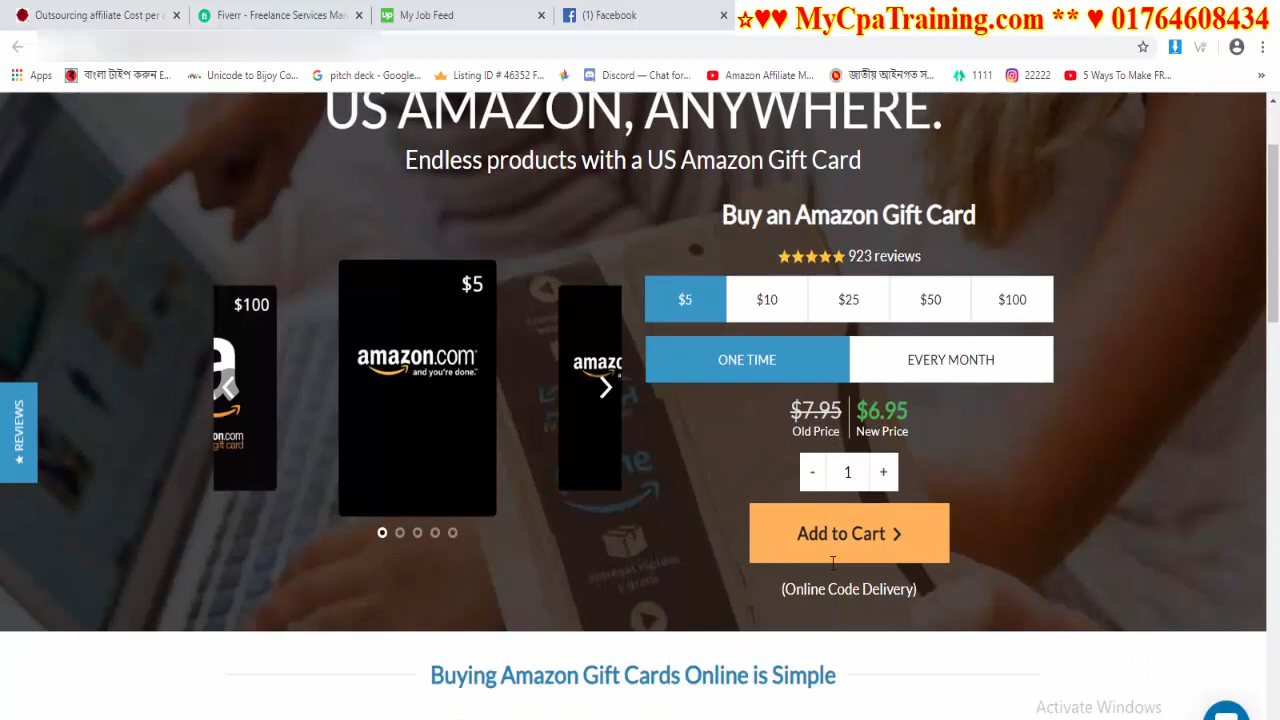 Outsourcing affiliate,Cost per a
Fiverr - Freelance Services Mar
My Job Feed
(1) Facebook
☆♥♥ MyCpaTraining.com ** ♥ 01764608434
Apps
বাংলা টাইপ করুন E...
Unicode to Bijoy Co...
pitch deck - Google...
Listing ID # 46352 F...
Discord — Chat for...
Amazon Affiliate M...
জাতীয় আইনগত স...
1111
22222
5 Ways To Make FR...
US AMAZON, ANYWHERE.
Endless products with a US Amazon Gift Card
Buy an Amazon Gift Card
923 reviews
$5 $10 $25 $50 $100
ONE TIME EVERY MONTH
$7.95 $6.95
Old Price New Price
- 1 +
Add to Cart
(Online Code Delivery)
$100
$5
amazon.com
and you're done.
★ REVIEWS
Buying Amazon Gift Cards Online is Simple
Activate Windows